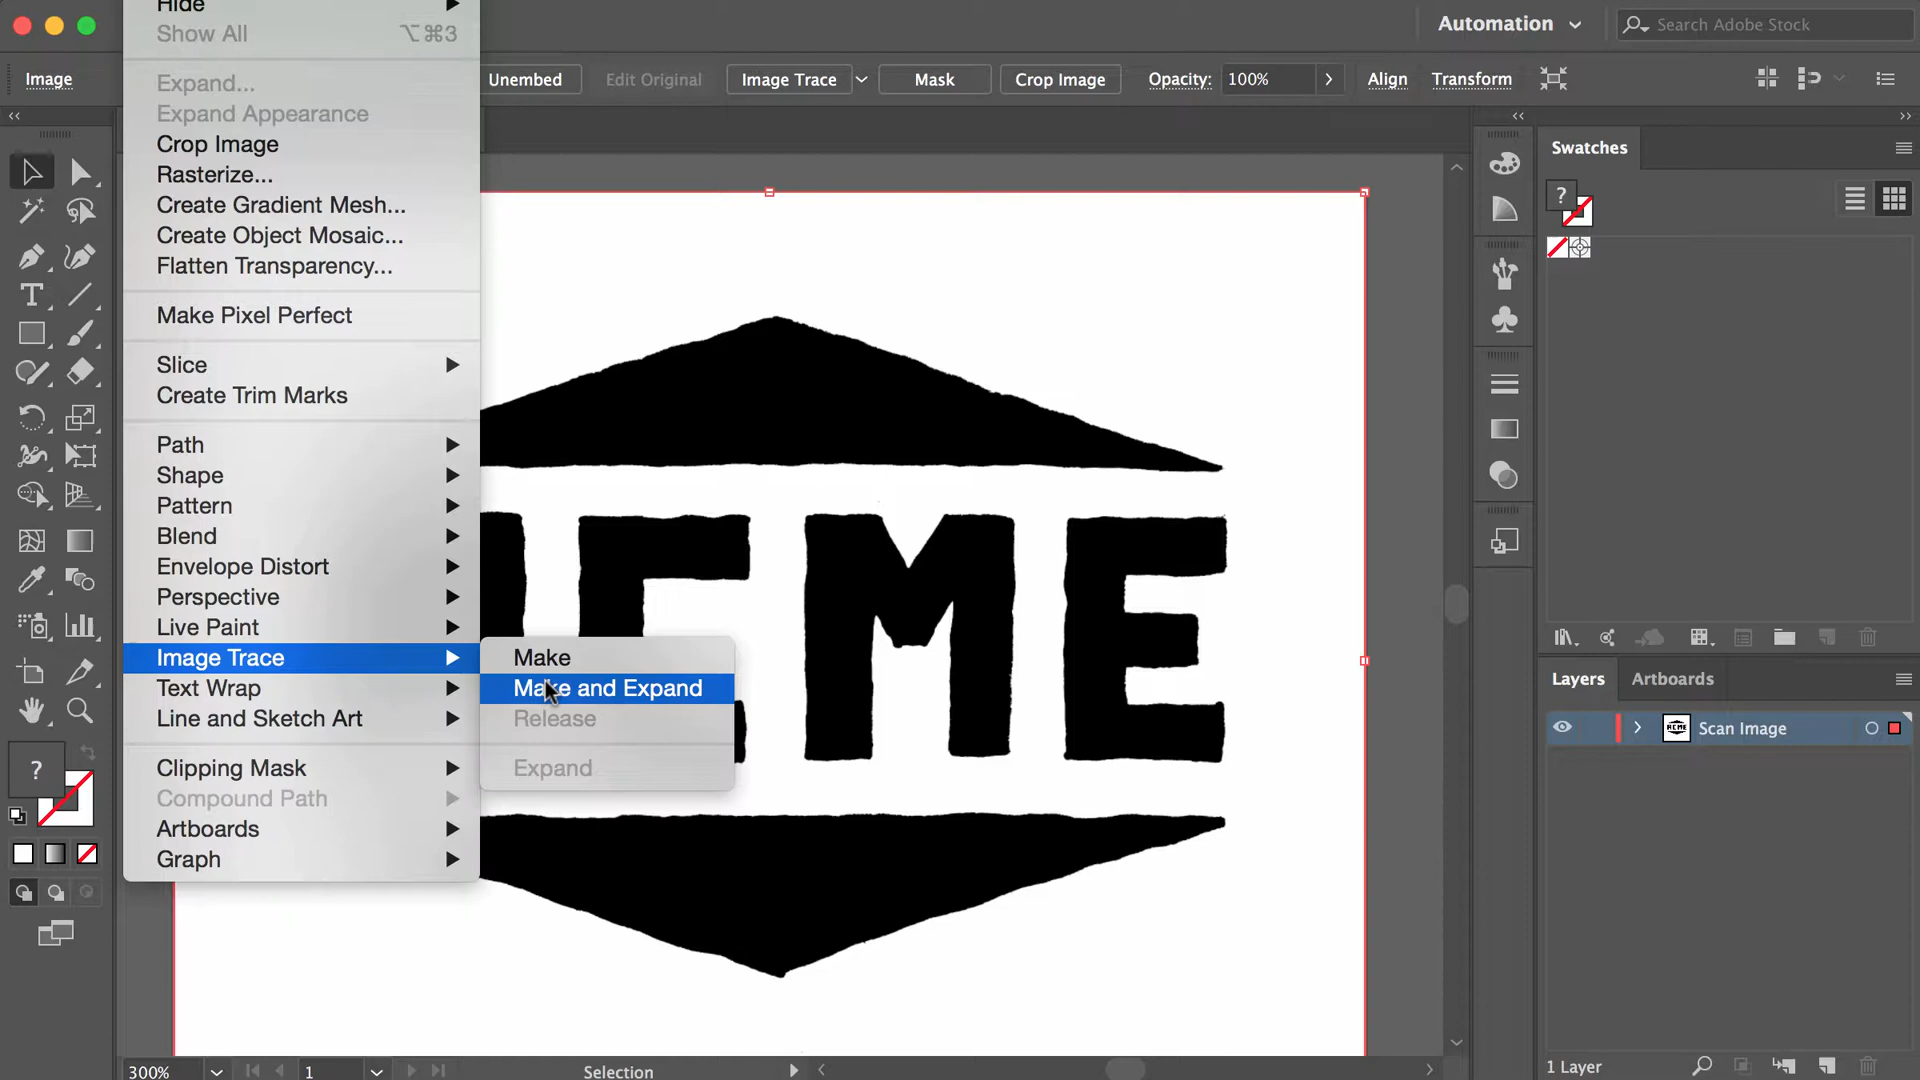 Hide
Show All ⌥⌘3
Expand...
Expand Appearance
Crop Image
Rasterize...
Create Gradient Mesh...
Create Object Mosaic...
Flatten Transparency...
Make Pixel Perfect
Slice
Create Trim Marks
Path
Shape
Pattern
Blend
Envelope Distort
Perspective
Live Paint
Image Trace
Text Wrap
Line and Sketch Art
Clipping Mask
Compound Path
Artboards
Graph
Make
Make and Expand
Release
Expand
Automation
Search Adobe Stock
Image
Unembed
Edit Original
Image Trace
Mask
Crop Image
Opacity: 100%
Align
Transform
ME
Swatches
?
Layers
Artboards
ACME
Scan Image
1 Layer
?
300%
1
Selection